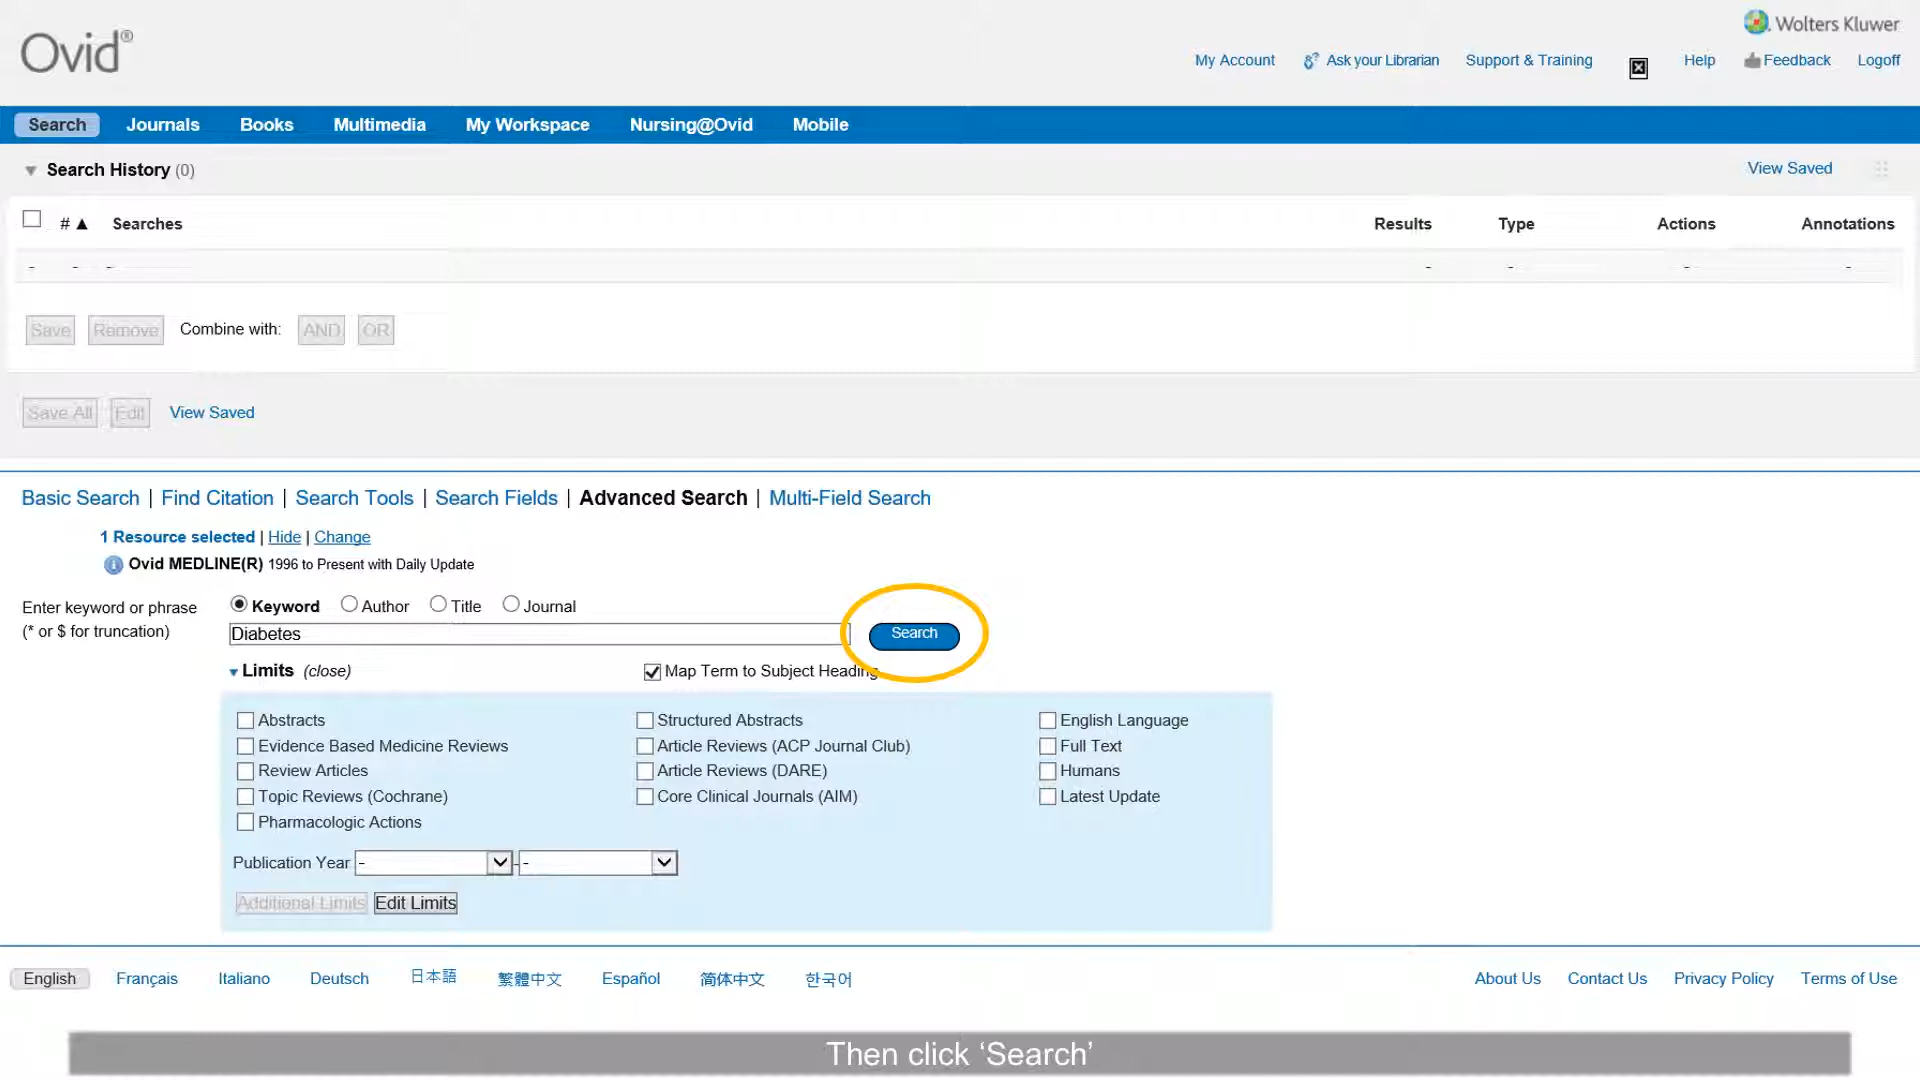 Ovid®
Wolters Kluwer
My Account Ask your Librarian Support & Training Help Feedback Logoff
Search Journals Books Multimedia My Workspace Nursing@Ovid Mobile
Search History (0) View Saved
# ▲ Searches Results Type Actions Annotations
- - - - - - -
Save Remove Combine with: AND OR
Save All Edit View Saved
Basic Search | Find Citation | Search Tools | Search Fields | Advanced Search | Multi-Field Search
1 Resource selected | Hide | Change
Ovid MEDLINE(R) 1996 to Present with Daily Update
Enter keyword or phrase
(* or $ for truncation)
Keyword Author Title Journal
Diabetes Search
Limits (close) Map Term to Subject Heading
Abstracts Structured Abstracts English Language
Evidence Based Medicine Reviews Article Reviews (ACP Journal Club) Full Text
Review Articles Article Reviews (DARE) Humans
Topic Reviews (Cochrane) Core Clinical Journals (AIM) Latest Update
Pharmacologic Actions
Publication Year - - -
Additional Limits Edit Limits
English Français Italiano Deutsch 日本語 繁體中文 Español 简体中文 한국어 About Us Contact Us Privacy Policy Terms of Use
Then click ‘Search’